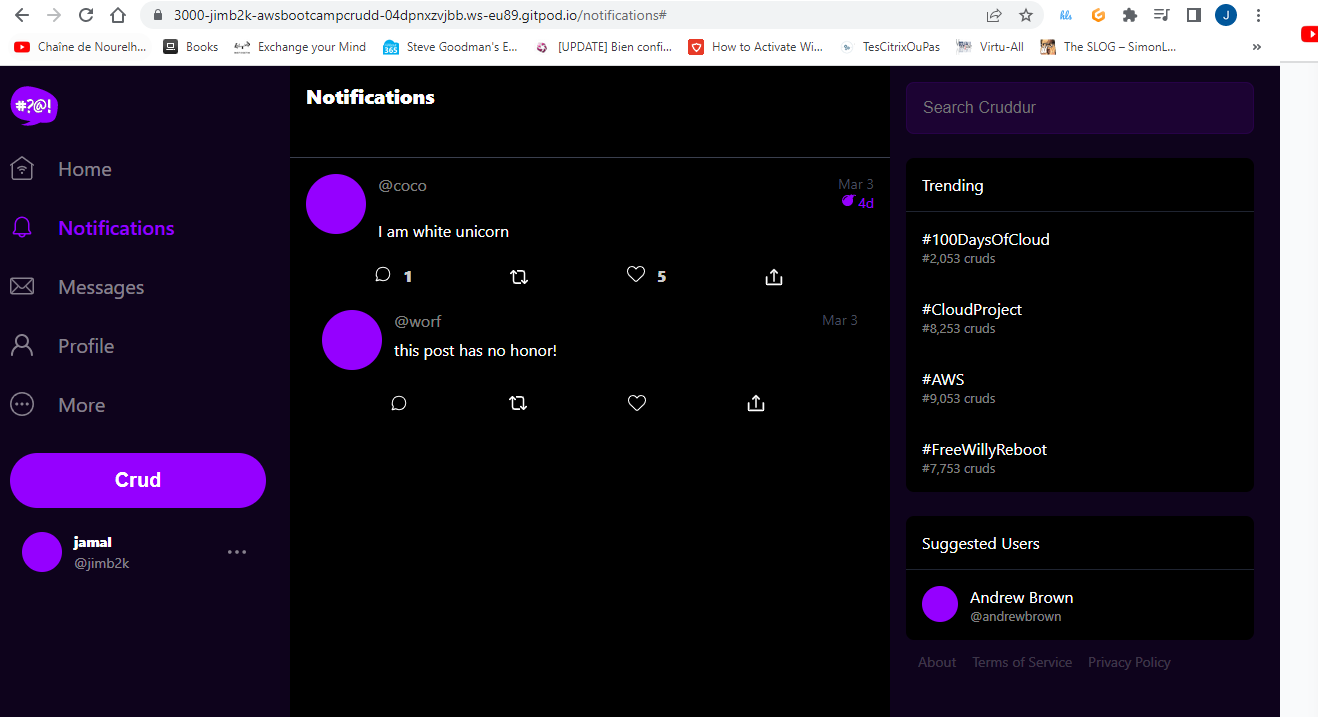 3000-jimb2k-awsbootcampcrudd-04dpnxzvjbb.ws-eu89.gitpod.io/notifications#
J
Chaîne de Nourelh...
Books
Exchange your Mind
365
Steve Goodman's E...
[UPDATE] Bien confi...
How to Activate Wi...
TesCitrixOuPas
Virtu-All
The SLOG – SimonL...
»
#?@!
Home
Notifications
Messages
Profile
More
Crud
jamal
@jimb2k
Notifications
@coco
Mar 3
4d
I am white unicorn
1
5
@worf
Mar 3
this post has no honor!
Search Cruddur
Trending
#100DaysOfCloud
#2,053 cruds
#CloudProject
#8,253 cruds
#AWS
#9,053 cruds
#FreeWillyReboot
#7,753 cruds
Suggested Users
Andrew Brown
@andrewbrown
About
Terms of Service
Privacy Policy